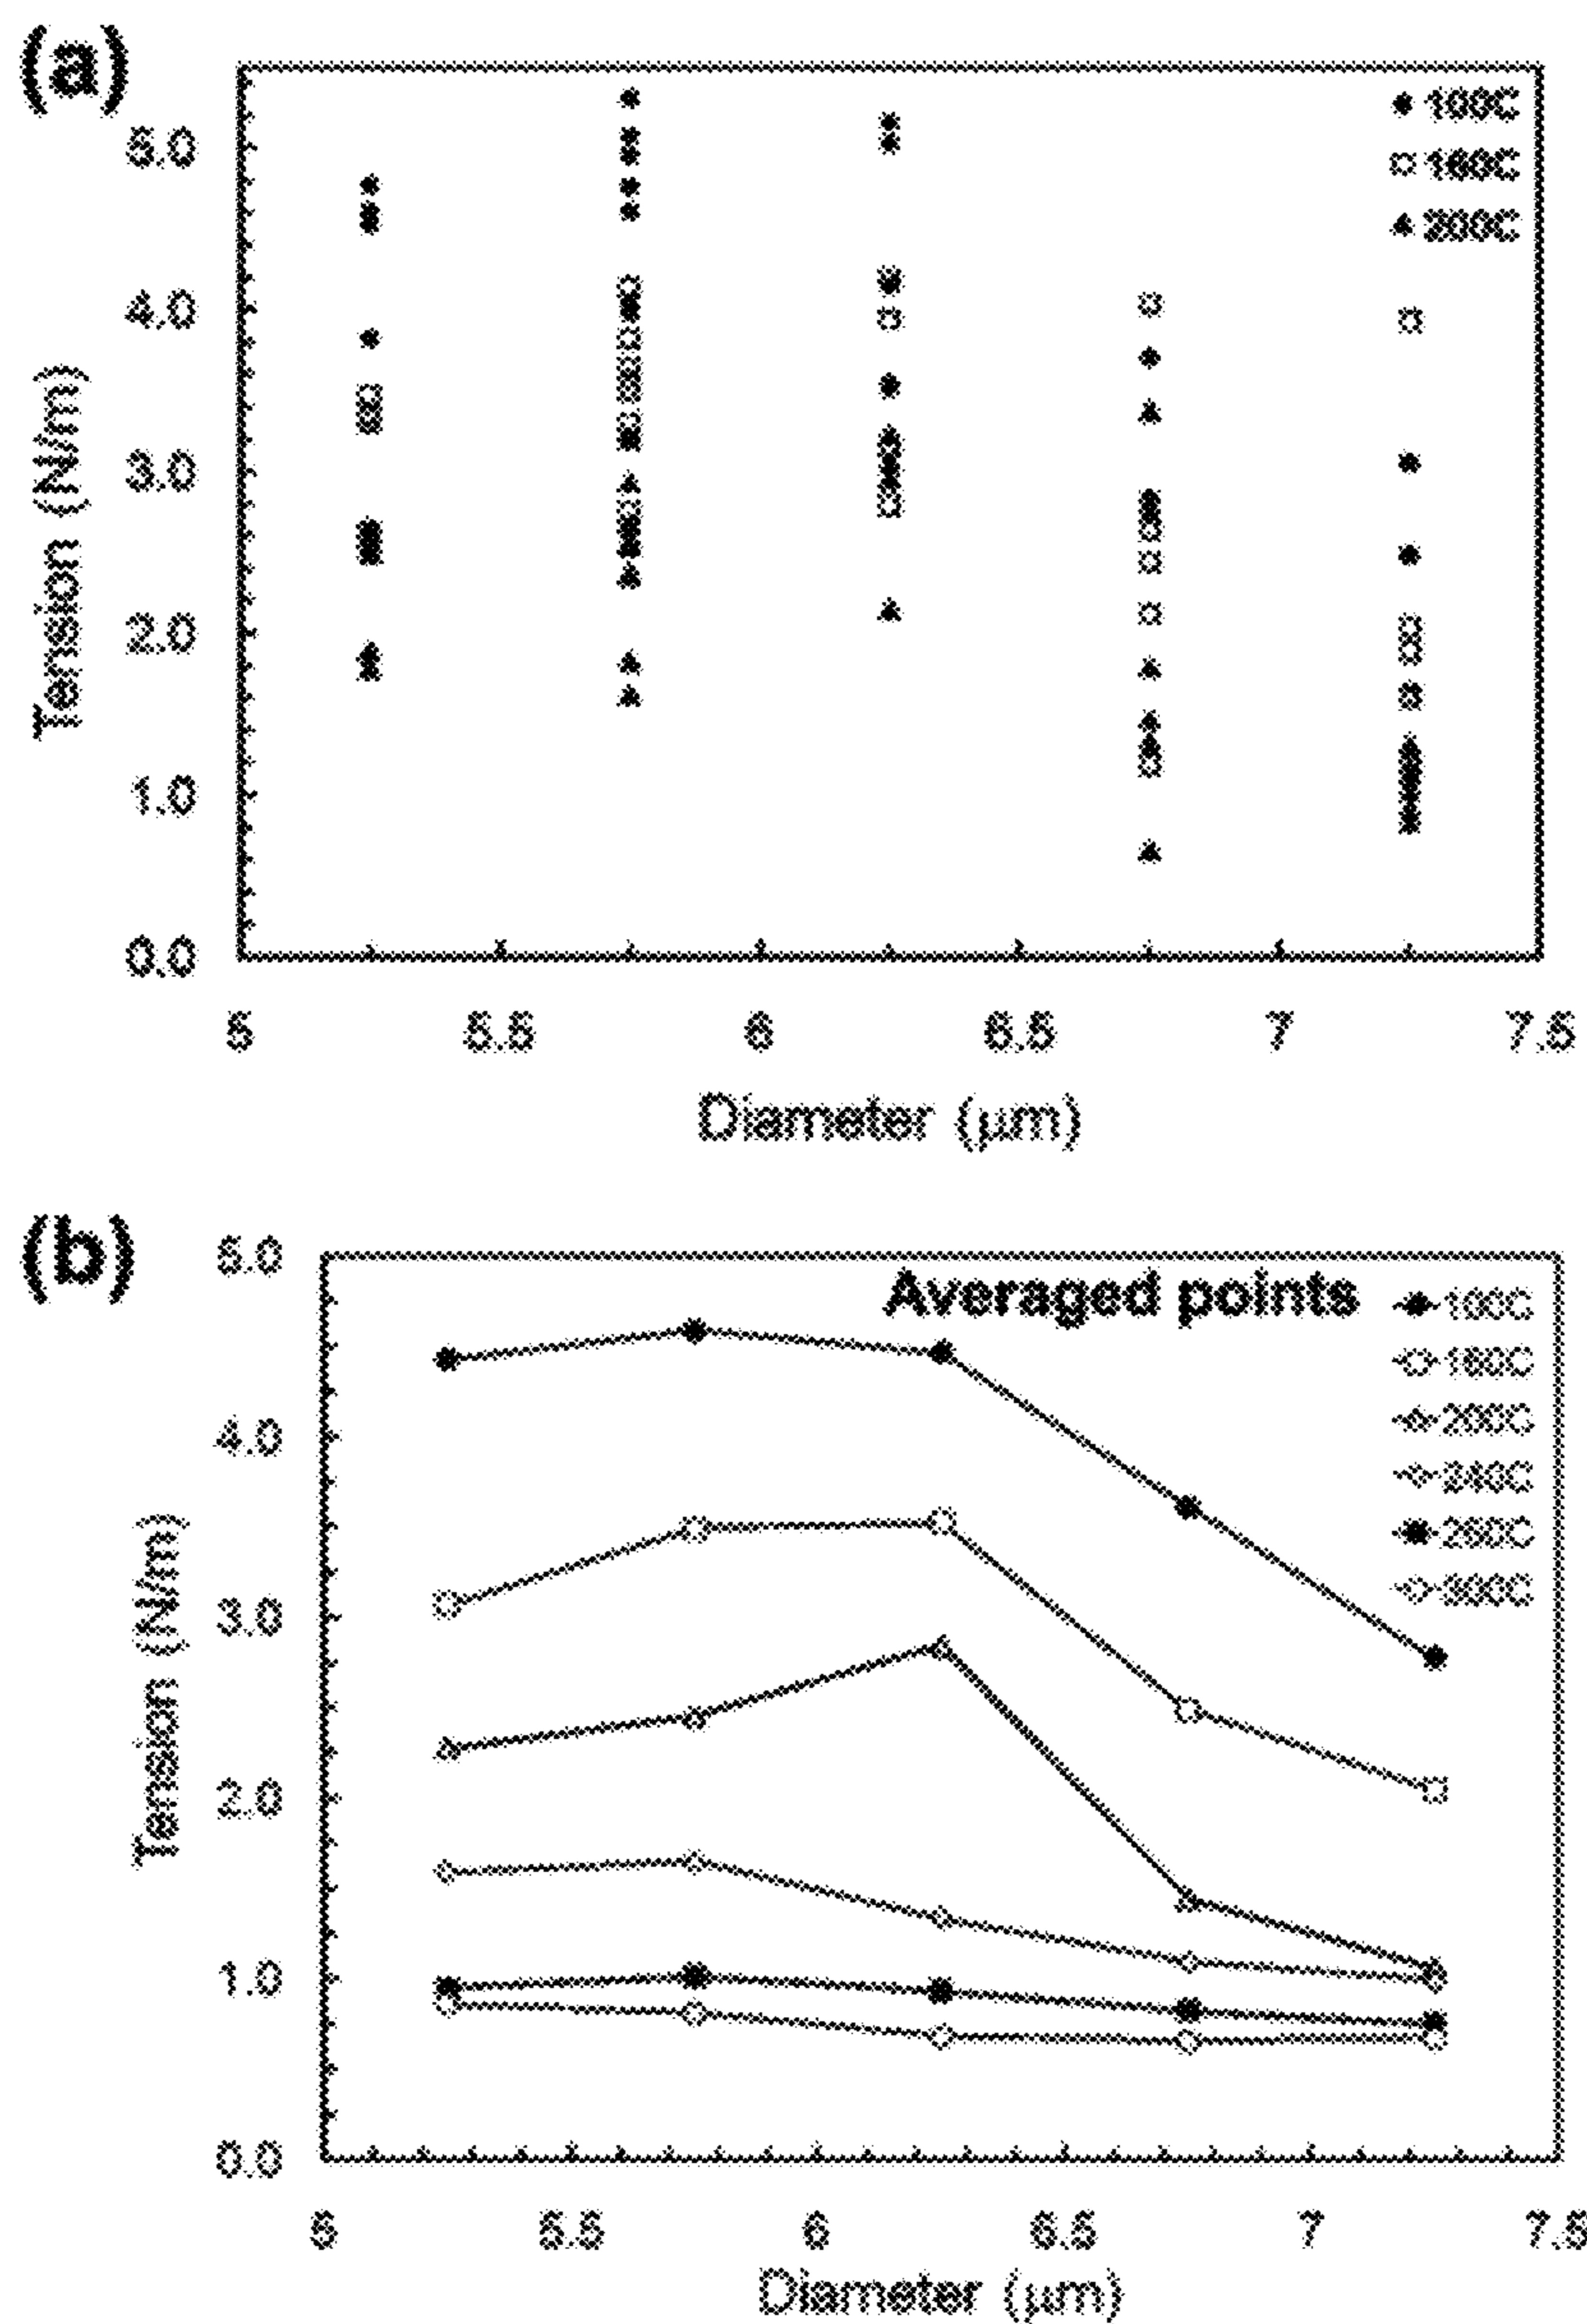 (a)
5.0
4.0
3.0
2.0
1.0
0.0
Tension (N/m)
100C
160C
200C
5 5.5 6 6.5 7 7.5
Diameter (μm)
(b)
5.0
4.0
3.0
2.0
1.0
0.0
Tension (N/m)
Averaged points
100C
160C
200C
240C
300C
5 5.5 6 6.5 7 7.5
Diameter (μm)